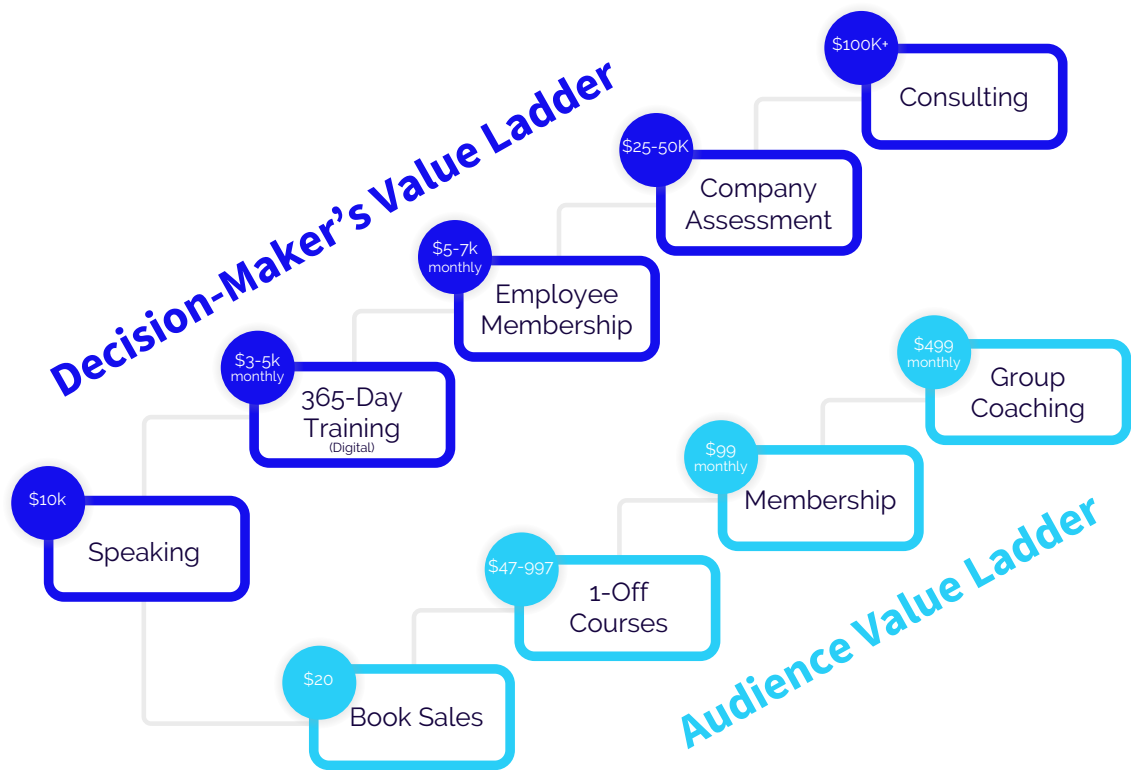 Decision-Maker’s Value Ladder
$100K+
Consulting
$25-50K
Company
Assessment
$5-7k
monthly
Employee
Membership
$3-5k
monthly
365-Day
Training
(Digital)
$10k
Speaking
$499
monthly
Group
Coaching
$99
monthly
Membership
$47-997
1-Off
Courses
$20
Book Sales
Audience Value Ladder